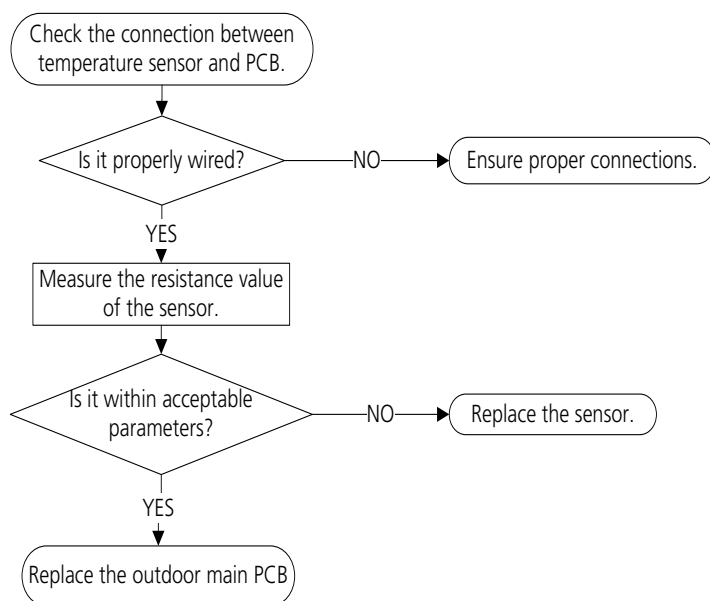 Check the connection between
temperature sensor and PCB.
Is it properly wired?
NO
Ensure proper connections.
YES
Measure the resistance value
of the sensor.
Is it within acceptable
parameters?
NO
Replace the sensor.
YES
Replace the outdoor main PCB